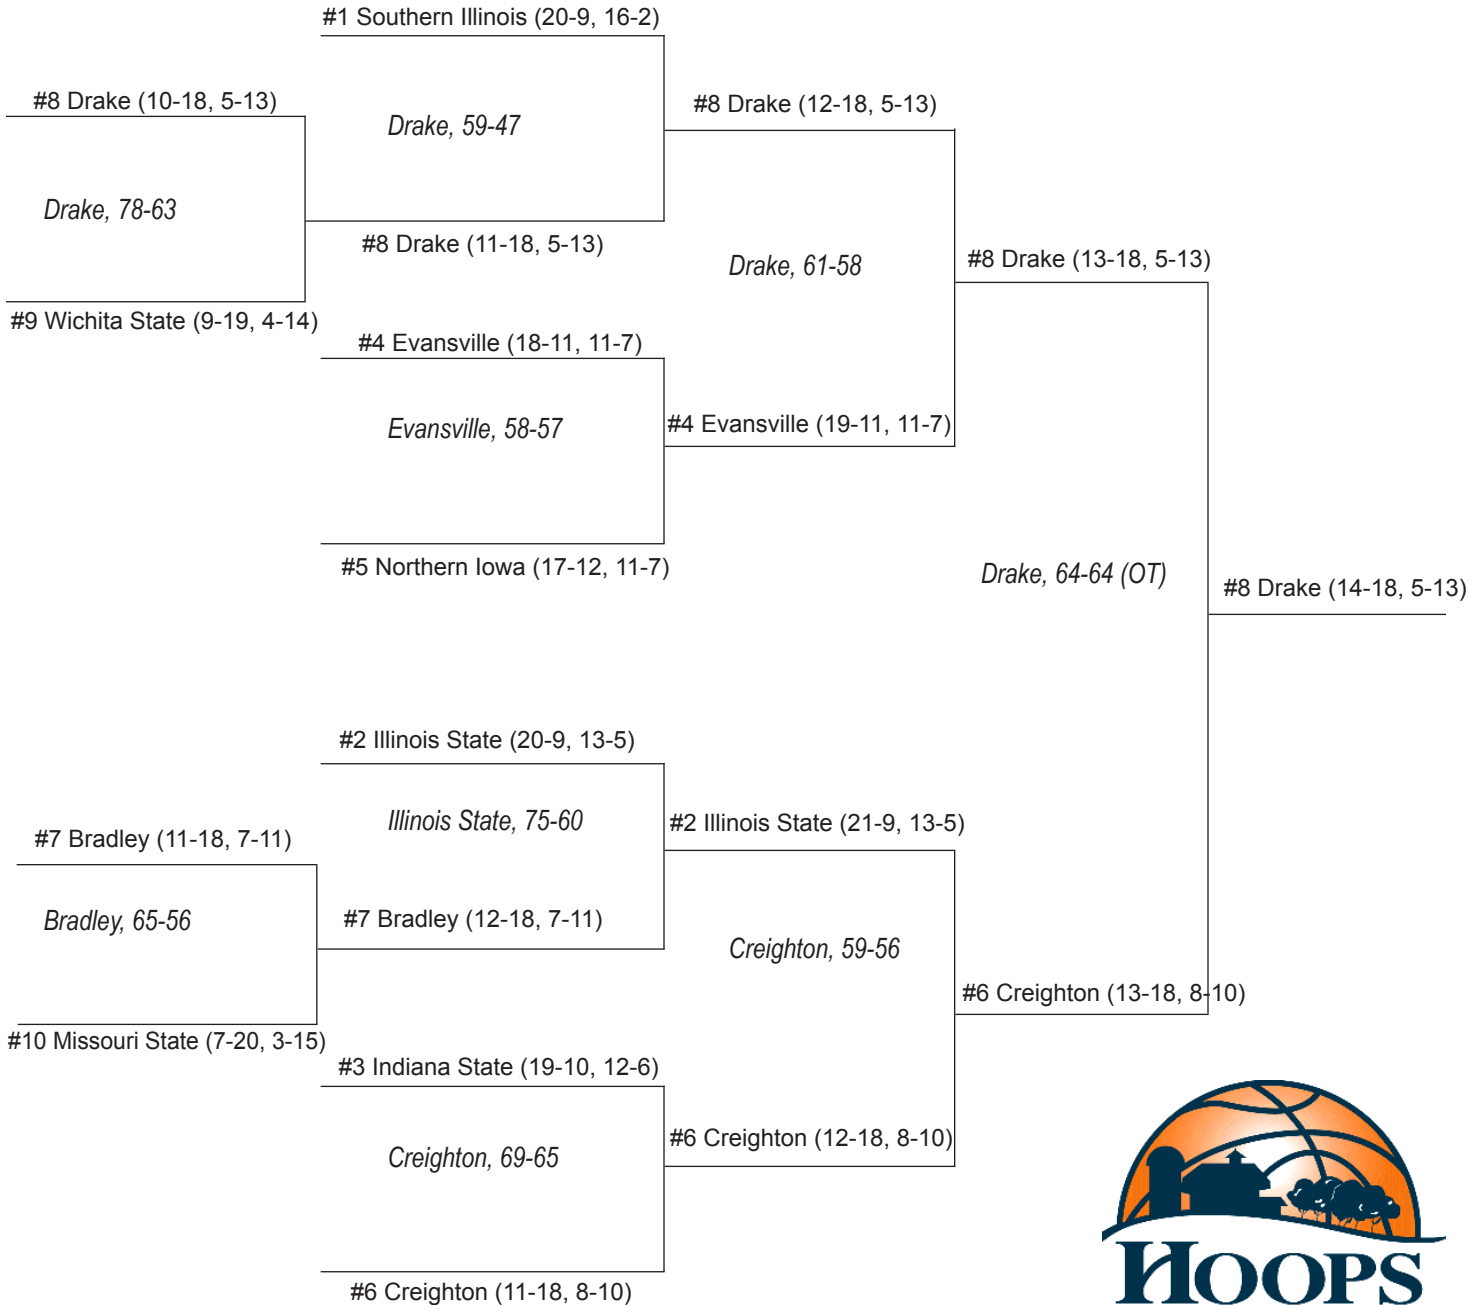 #1 Southern Illinois (20-9, 16-2)
#8 Drake (10-18, 5-13)
Drake, 59-47
#8 Drake (12-18, 5-13)
Drake, 78-63
#8 Drake (11-18, 5-13)
Drake, 61-58
#8 Drake (13-18, 5-13)
#9 Wichita State (9-19, 4-14)
#4 Evansville (18-11, 11-7)
Evansville, 58-57
#4 Evansville (19-11, 11-7)
#5 Northern Iowa (17-12, 11-7)
Drake, 64-64 (OT)
#8 Drake (14-18, 5-13)
#2 Illinois State (20-9, 13-5)
Illinois State, 75-60
#2 Illinois State (21-9, 13-5)
#7 Bradley (11-18, 7-11)
Bradley, 65-56
#7 Bradley (12-18, 7-11)
Creighton, 59-56
#6 Creighton (13-18, 8-10)
#10 Missouri State (7-20, 3-15)
#3 Indiana State (19-10, 12-6)
#6 Creighton (12-18, 8-10)
Creighton, 69-65
#6 Creighton (11-18, 8-10)
HOOPS